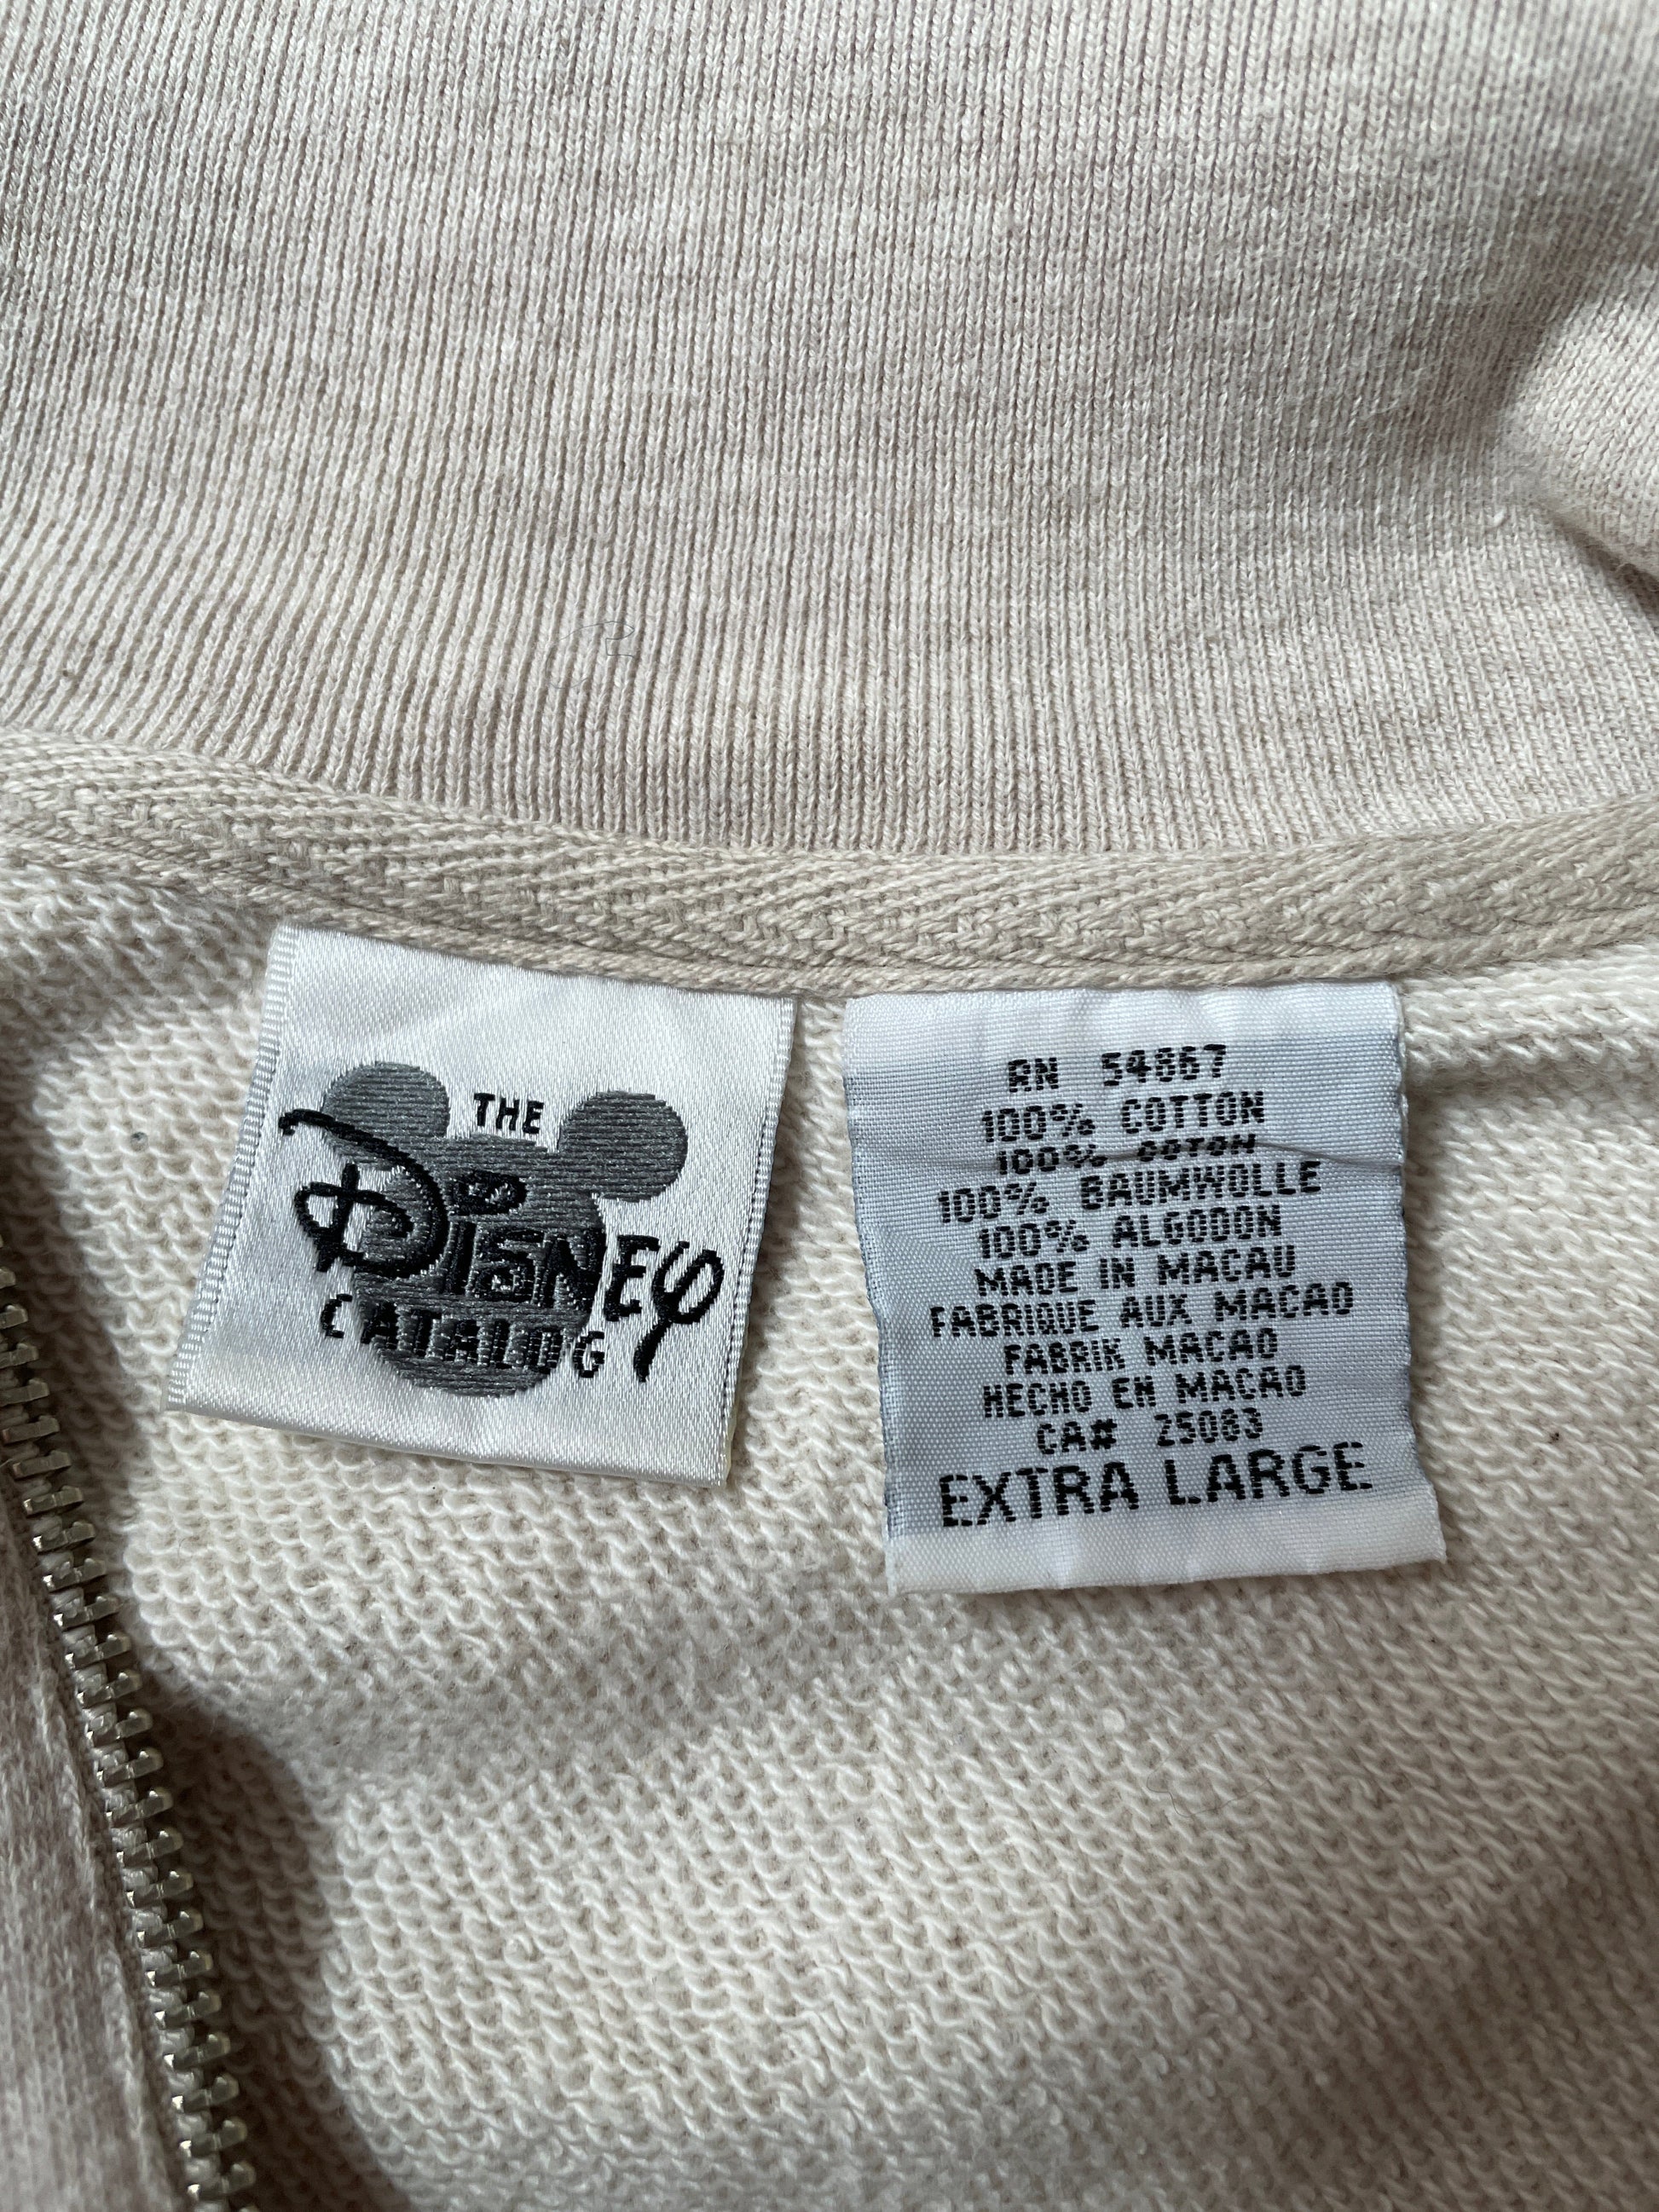 THE
DISNEY
CATALOG
RN 54867
100% COTTON
100% COTON
100% BAUMWOLLE
100% ALGODON
MADE IN MACAU
FABRIQUE AUX MACAO
FABRIK MACAO
HECHO EN MACAO
CA# 25083
EXTRA LARGE